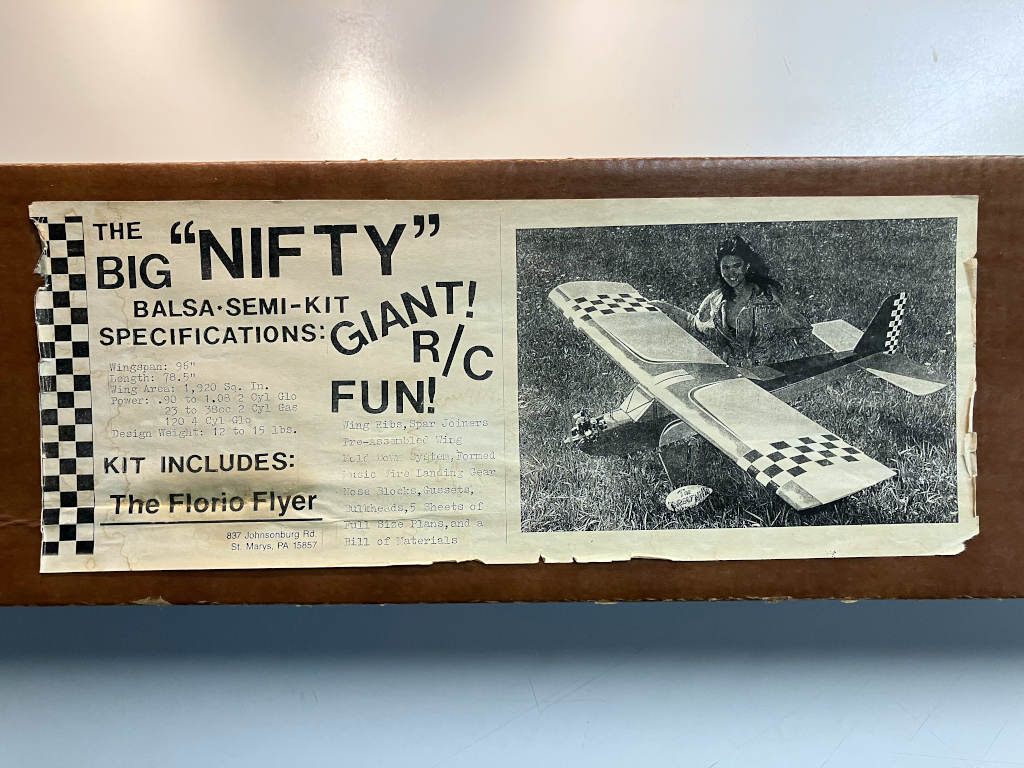 THE
BIG "NIFTY"
BALSA·SEMI-KIT
SPECIFICATIONS:
GIANT!
R/C
FUN!
Wingspan: 96"
Length: 78.5"
Wing Area: 1,920 Sq. In.
Power: .90 to 1.08 2 Cyl Glo
23 to 38cc 2 Cyl Gas
120 4 Cyl Glo
Design Weight: 12 to 15 lbs.
KIT INCLUDES:
Wing Ribs,Spar Joiners
Pre-Assembled Wing
Hold Down System,Formed
Music Wire Landing Gear
Nose Blocks,Gussets,
Bulkheads,5 Sheets of
Full Size Plans,and a
Bill of Materials
The Florio Flyer
837 Johnsonburg Rd.
St. Marys, PA 15857